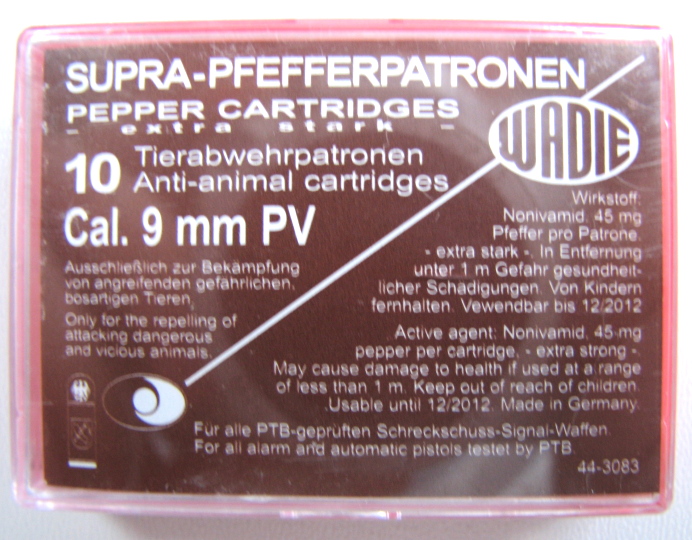 SUPRA-PFEFFERPATRONEN
PEPPER CARTRIDGES
- extra stark -
WADIE
10 Tierabwehrpatronen
Anti-animal cartridges
Cal. 9 mm PV
Ausschließlich zur Bekämpfung
von angreifenden gefährlichen,
bösartigen Tieren.
Only for the repelling of
attacking dangerous
and vicious animals.
Wirkstoff:
Nonivamid. 45 mg
Pfeffer pro Patrone.
- extra stark -. In Entfernung
unter 1 m Gefahr gesundheit-
licher Schädigungen. Von Kindern
fernhalten. Vewendbar bis 12/2012
Active agent: Nonivamid. 45 mg
pepper per cartridge. - extra strong -.
May cause damage to health if used at a range
of less than 1 m. Keep out of reach of children.
Usable until 12/2012. Made in Germany.
Für alle PTB-geprüften Schreckschuss-Signal-Waffen.
For all alarm and automatic pistols testet by PTB.
44-3083